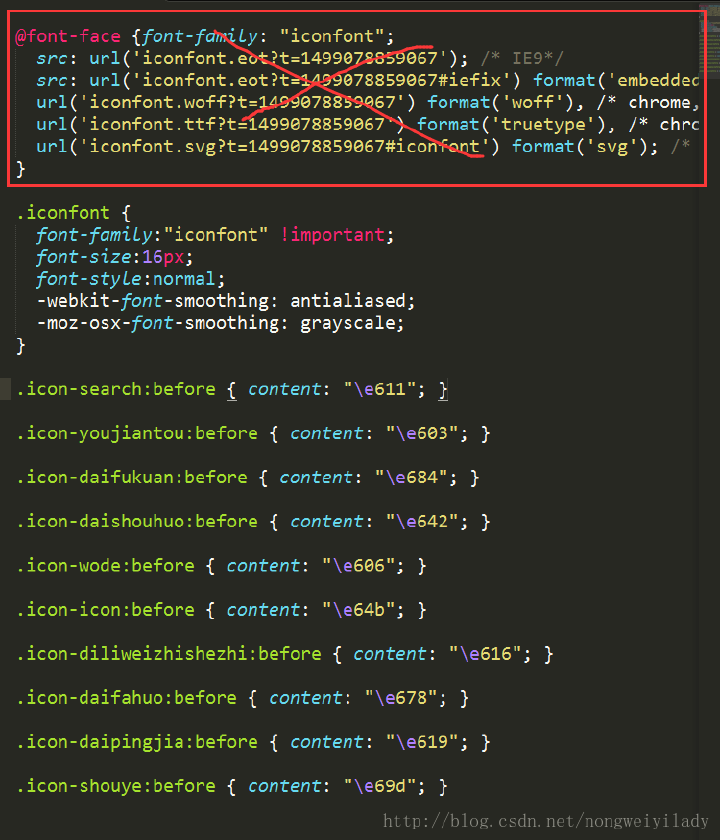 @font-face {font-family: "iconfont";
src: url('iconfont.eot?t=1499078859067'); /* IE9*/
src: url('iconfont.eot?t=1499078859067#iefix') format('embedded
url('iconfont.woff?t=1499078859067') format('woff'), /* chrome,
url('iconfont.ttf?t=1499078859067') format('truetype'), /* chro
url('iconfont.svg?t=1499078859067#iconfont') format('svg'); /*
}
.iconfont {
font-family:"iconfont" !important;
font-size:16px;
font-style:normal;
-webkit-font-smoothing: antialiased;
-moz-osx-font-smoothing: grayscale;
}
.icon-search:before { content: "\e611"; }
.icon-youjiantou:before { content: "\e603"; }
.icon-daifukuan:before { content: "\e684"; }
.icon-daishouhuo:before { content: "\e642"; }
.icon-wode:before { content: "\e606"; }
.icon-icon:before { content: "\e64b"; }
.icon-diliweizhishezhi:before { content: "\e616"; }
.icon-daifahuo:before { content: "\e678"; }
.icon-daipingjia:before { content: "\e619"; }
.icon-shouye:before { content: "\e69d"; }
http://blog.csdn.net/nongweiyilady